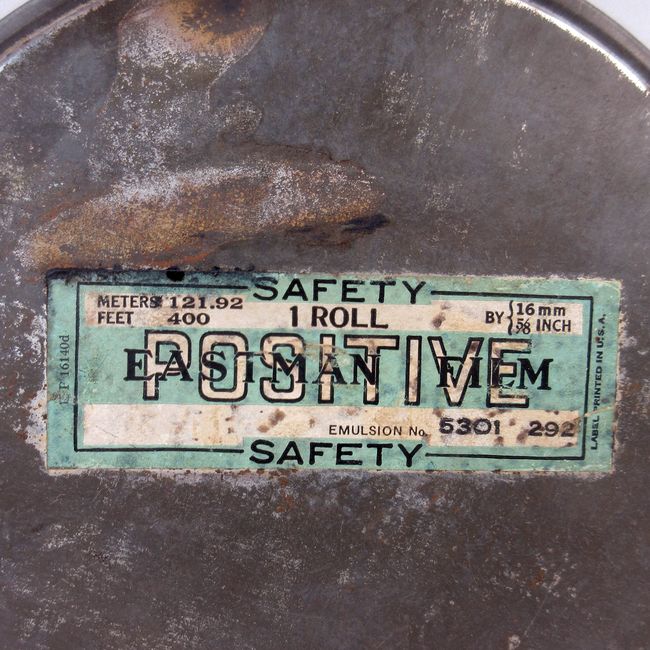 SAFETY
METERS 121.92
FEET 400
1 ROLL
BY { 16 mm
5/8 INCH
POSITIVE
EASTMAN FILM
EMULSION No. 5301 292
SAFETY
P 16140d
LABEL PRINTED IN U.S.A.